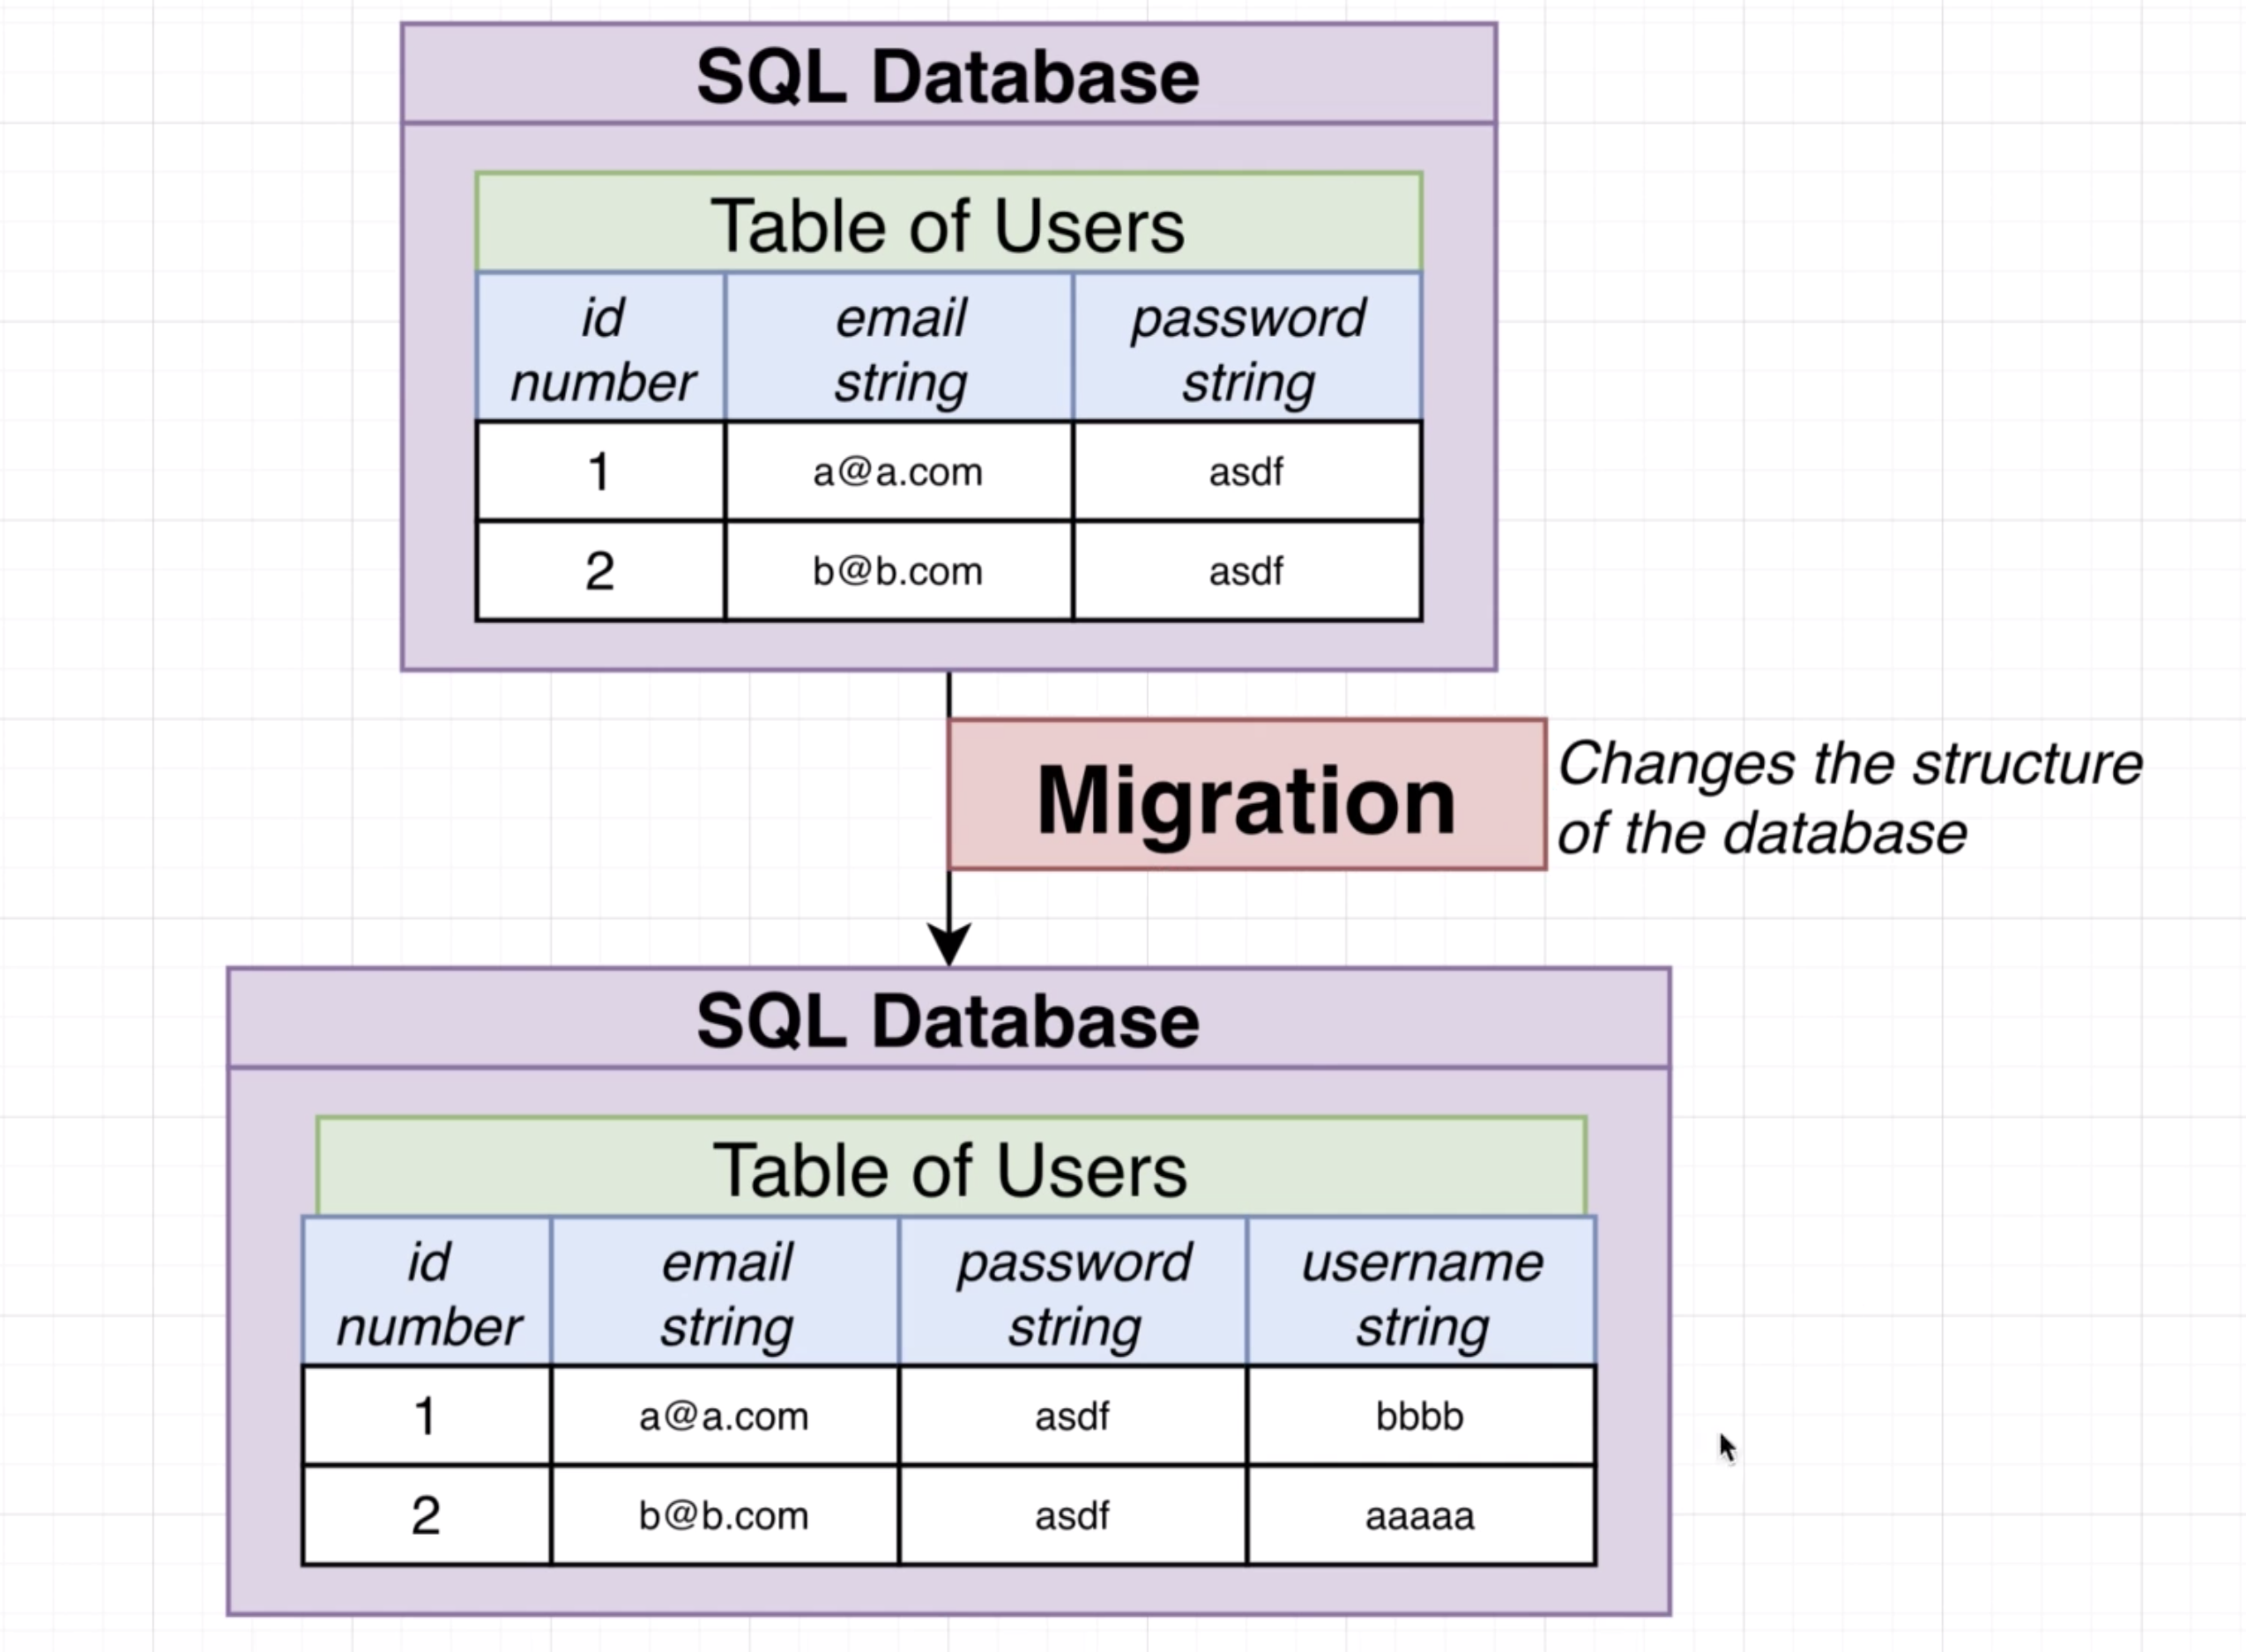 SQL Database
Table of Users
id email password
number string string
1 a@a.com asdf
2 b@b.com asdf
Migration
Changes the structure
of the database
SQL Database
Table of Users
id email password username
number string string string
1 a@a.com asdf bbbb
2 b@b.com asdf aaaaa